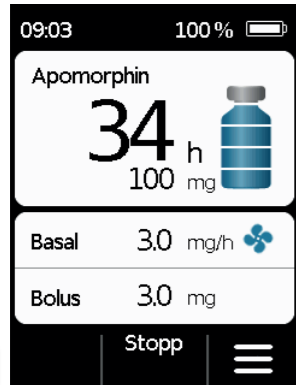 09:03 100 %
Apomorphin
34 h
100 mg
Basal 3.0 mg/h
Bolus 3.0 mg
Stopp